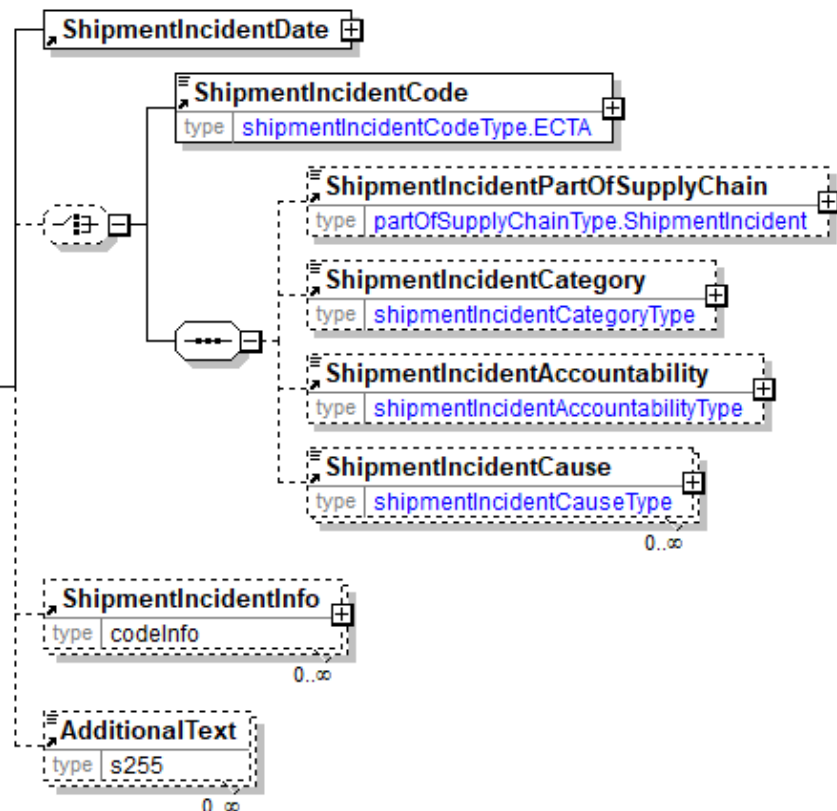 ShipmentIncidentDate
ShipmentIncidentCode
type shipmentIncidentCodeType.ECTA
ShipmentIncidentPartOfSupplyChain
type partOfSupplyChainType.ShipmentIncident
ShipmentIncidentCategory
type shipmentIncidentCategoryType
ShipmentIncidentAccountability
type shipmentIncidentAccountabilityType
ShipmentIncidentCause
type shipmentIncidentCauseType
0..∞
ShipmentIncidentInfo
type codeInfo
0..∞
AdditionalText
type s255
0..∞